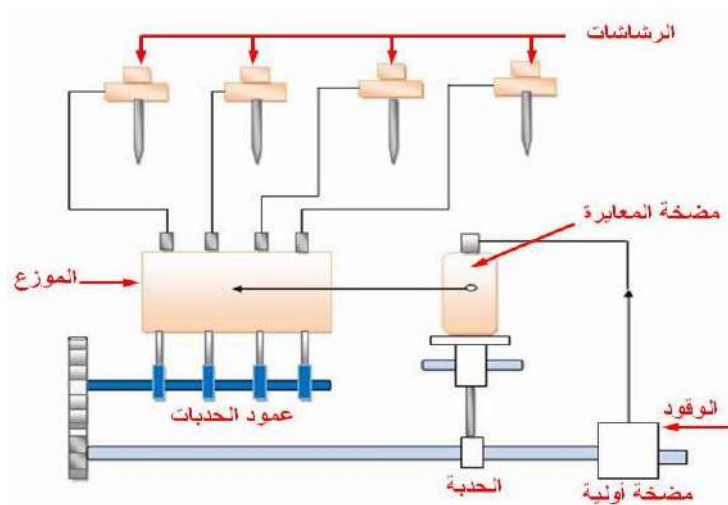 الرشاشات
مضخة المعايرة
الموزع
عمود الحدبات
الوقود
الحدبة
مضخة أولية